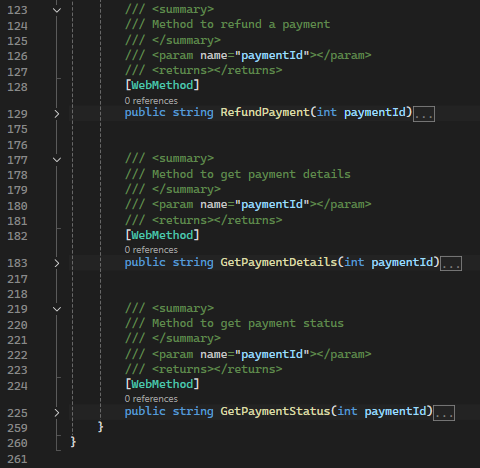 123 /// <summary>
124 /// Method to refund a payment
125 /// </summary>
126 /// <param name="paymentId"></param>
127 /// <returns></returns>
128 [WebMethod]
0 references
129 public string RefundPayment(int paymentId)...
175
176
177 /// <summary>
178 /// Method to get payment details
179 /// </summary>
180 /// <param name="paymentId"></param>
181 /// <returns></returns>
182 [WebMethod]
0 references
183 public string GetPaymentDetails(int paymentId)...
217
218
219 /// <summary>
220 /// Method to get payment status
221 /// </summary>
222 /// <param name="paymentId"></param>
223 /// <returns></returns>
224 [WebMethod]
0 references
225 public string GetPaymentStatus(int paymentId)...
259 }
260 }
261